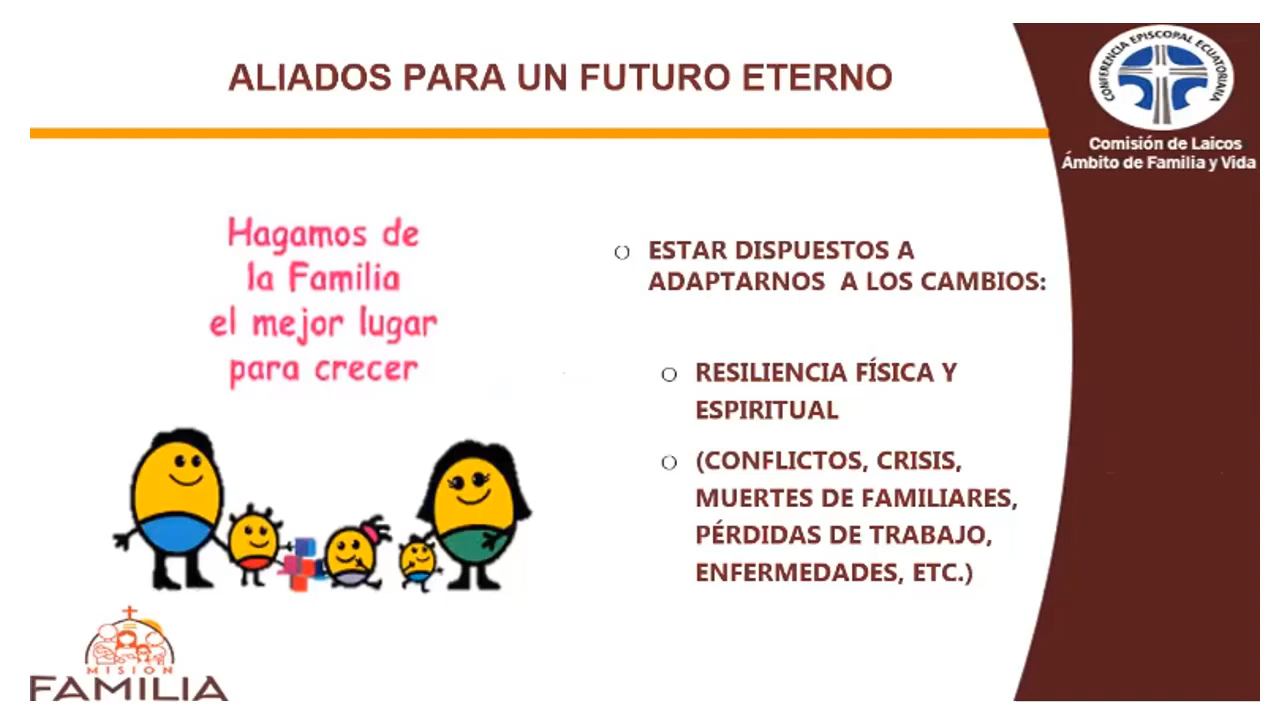 ALIADOS PARA UN FUTURO ETERNO
CONFERENCIA EPISCOPAL ECUATORIANA
Comisión de Laicos
Ámbito de Familia y Vida
Hagamos de
la Familia
el mejor lugar
para crecer
ESTAR DISPUESTOS A
ADAPTARNOS A LOS CAMBIOS:
RESILIENCIA FÍSICA Y
ESPIRITUAL
(CONFLICTOS, CRISIS,
MUERTES DE FAMILIARES,
PÉRDIDAS DE TRABAJO,
ENFERMEDADES, ETC.)
MISION
FAMILIA